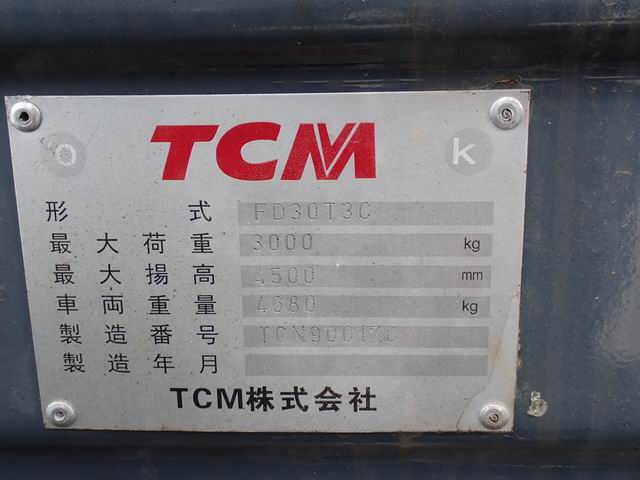 TCM
O K
形式 FD30T3C
最大荷重 3000 kg
最大揚高 4500 mm
車両重量 4680 kg
製造番号
製造年月
TCM株式会社